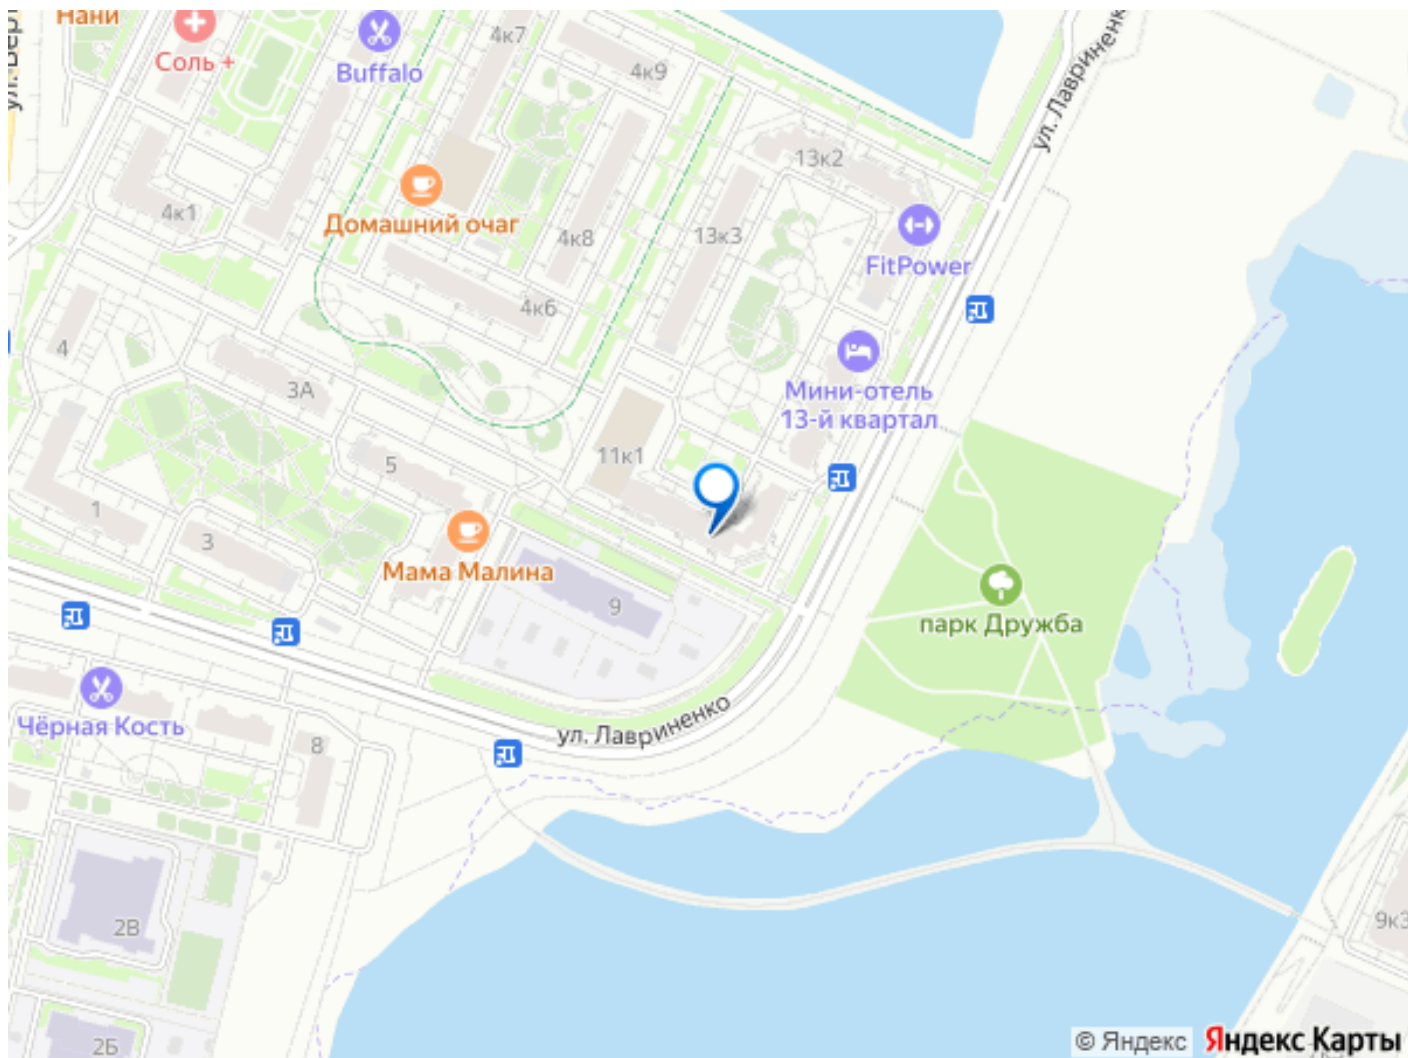 Нани
Соль +
Buffalo
4к7
4к9
ул. Лавриненко
13к2
4к1
Домашний очаг
4к8
13к3
FitPower
4к6
4
3А
Мини-отель
13-й квартал
11к1
5
1
3
Мама Малина
9
парк Дружба
Чёрная Кость
ул. Лавриненко
8
2В
9к3
2Б
© Яндекс
Яндекс Карты